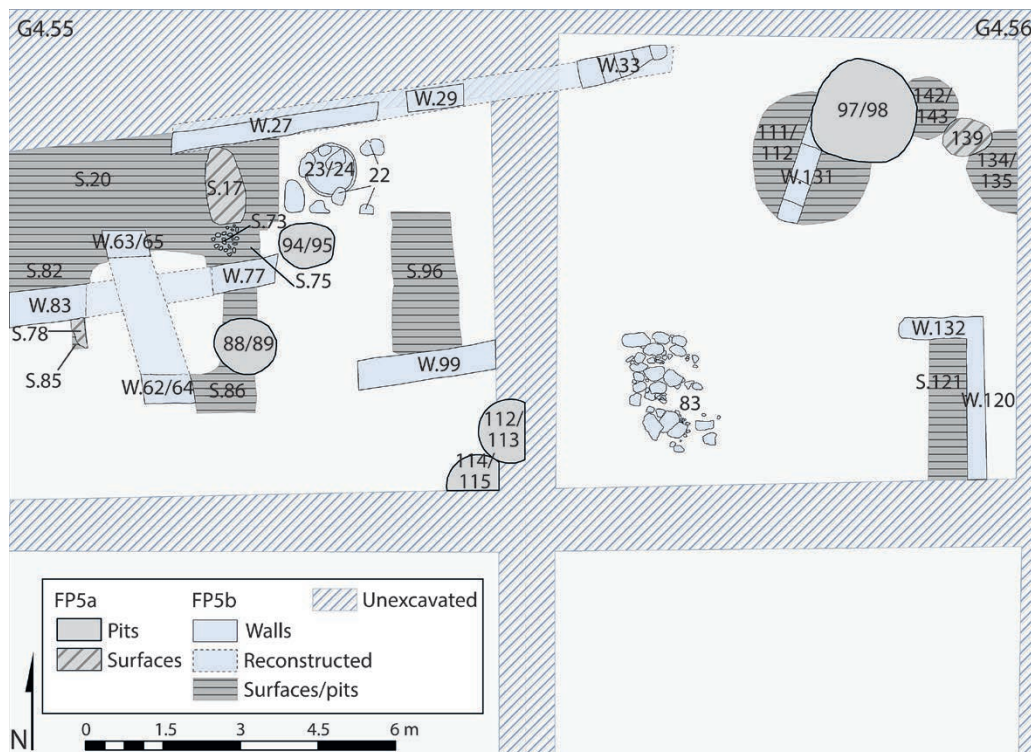 G4.55
G4.56
W.33
W.29
W.27
97/98
142/
143
111/
112
139
134/
135
W.131
23/24
22
S.20
S.17
S.73
W.63/65
94/95
S.75
S.96
S.82
W.77
W.83
S.78
S.85
88/89
W.99
W.62/64
S.86
W.132
S.121
W.120
83
112/
113
114/
115
FP5a
FP5b
Unexcavated
Pits
Walls
Surfaces
Reconstructed
Surfaces/pits
N
0 1.5 3 4.5 6 m